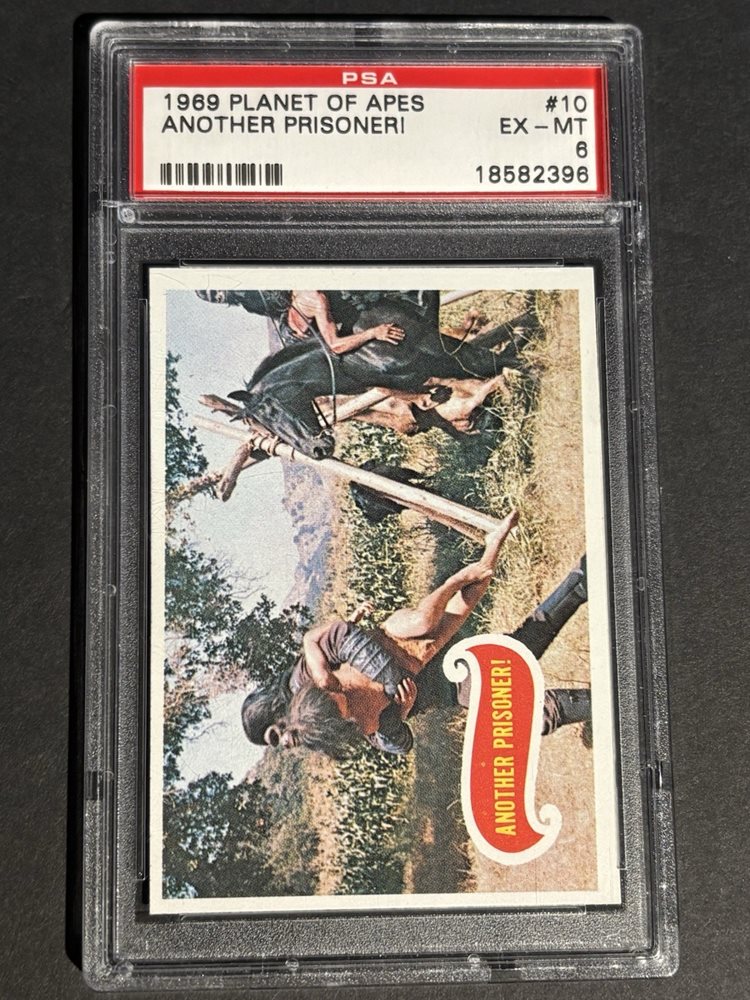 PSA
1969 PLANET OF APES #10
ANOTHER PRISONER! EX-MT
6
18582396
ANOTHER PRISONER!